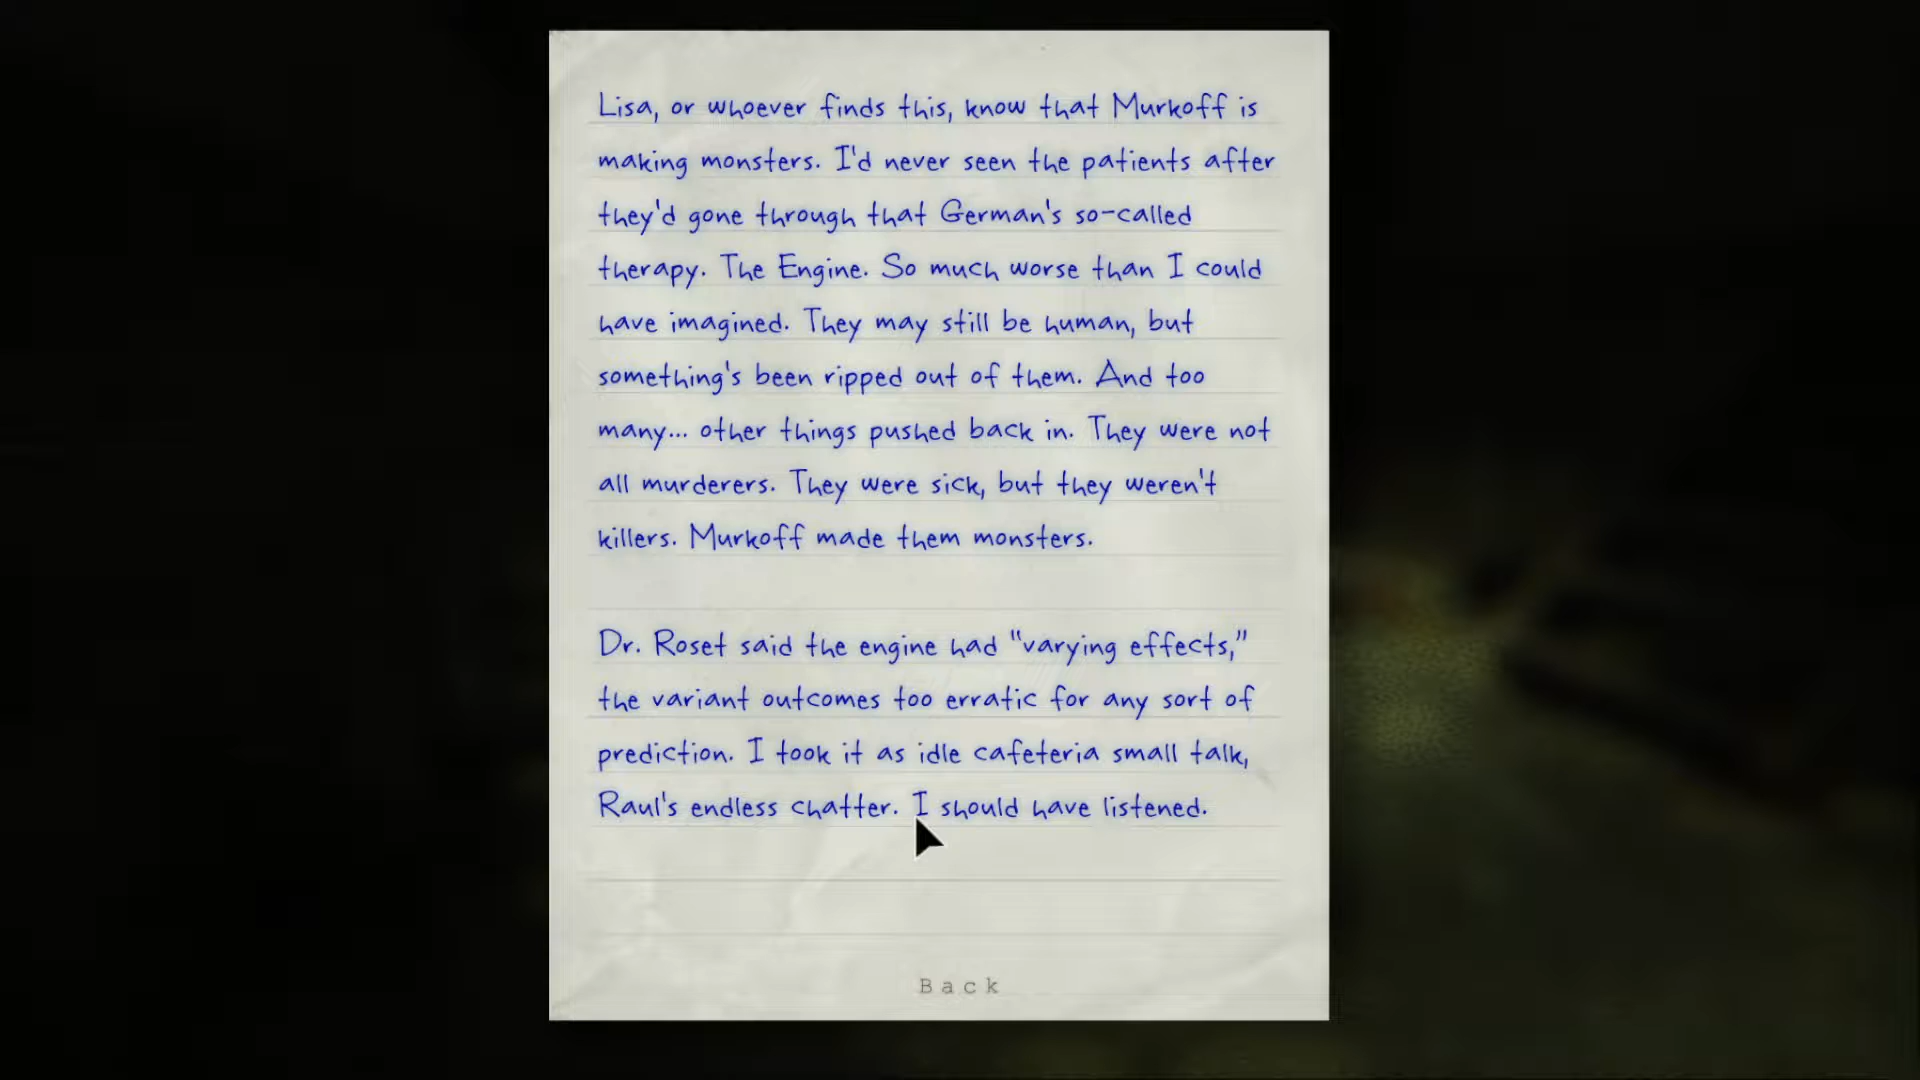 Lisa, or whoever finds this, know that Murkoff is
making monsters. I'd never seen the patients after
they'd gone through that German's so-called
therapy. The Engine. So much worse than I could
have imagined. They may still be human, but
something's been ripped out of them. And too
many... other things pushed back in. They were not
all murderers. They were sick, but they weren't
killers. Murkoff made them monsters.
Dr. Roset said the engine had "varying effects,"
the variant outcomes too erratic for any sort of
prediction. I took it as idle cafeteria small talk,
Raul's endless chatter. I should have listened.
Back